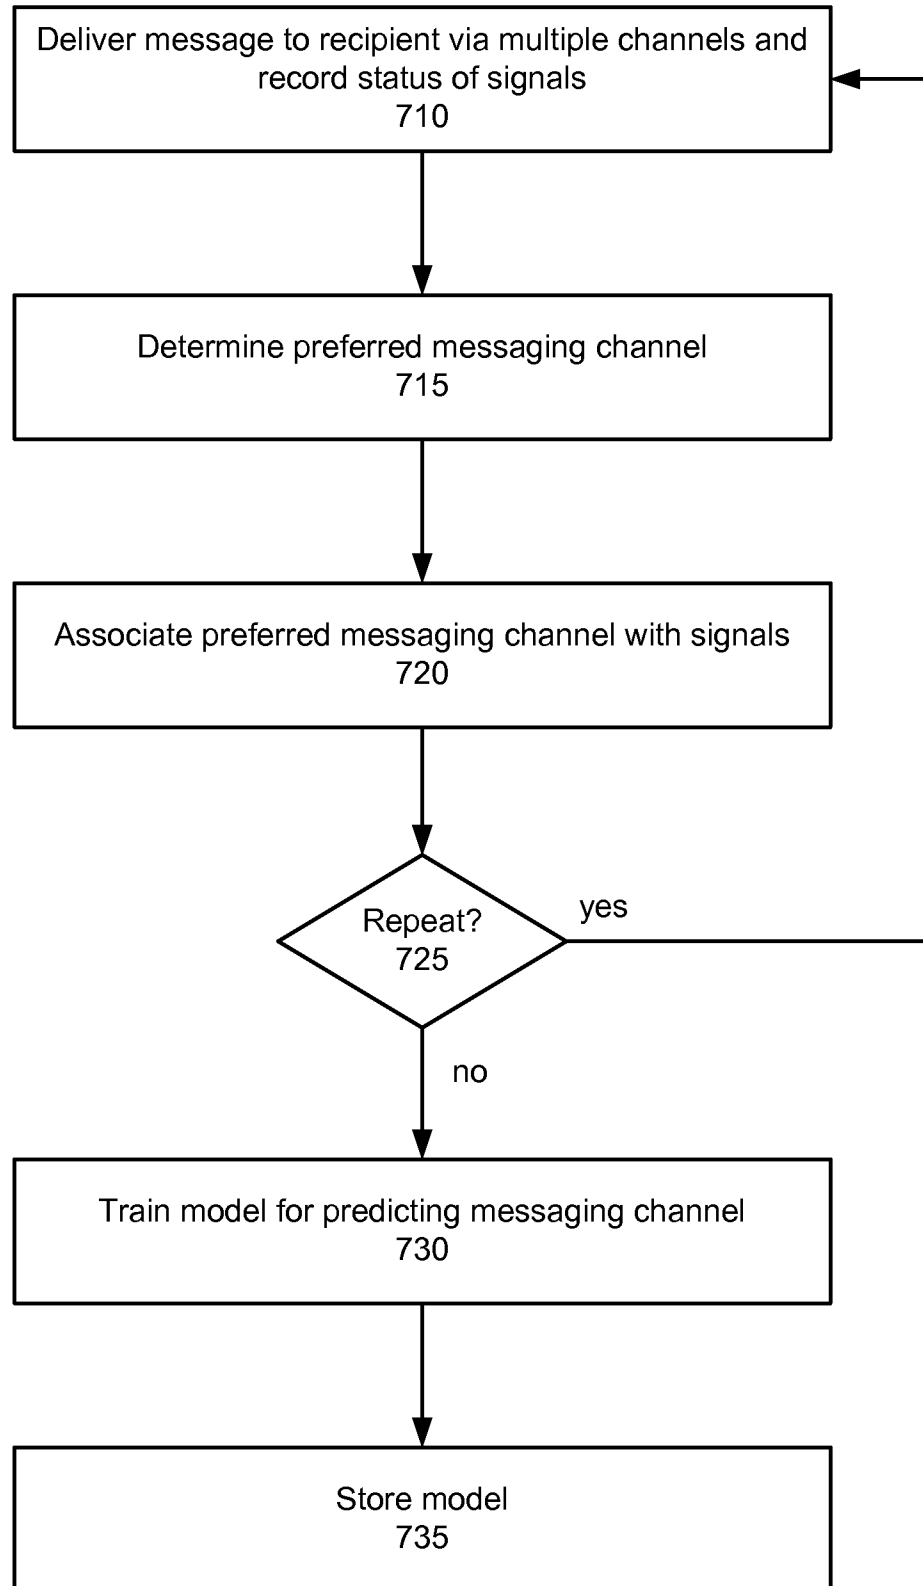 Deliver message to recipient via multiple channels and
record status of signals
710
Determine preferred messaging channel
715
Associate preferred messaging channel with signals
720
Repeat?
725
yes
no
Train model for predicting messaging channel
730
Store model
735